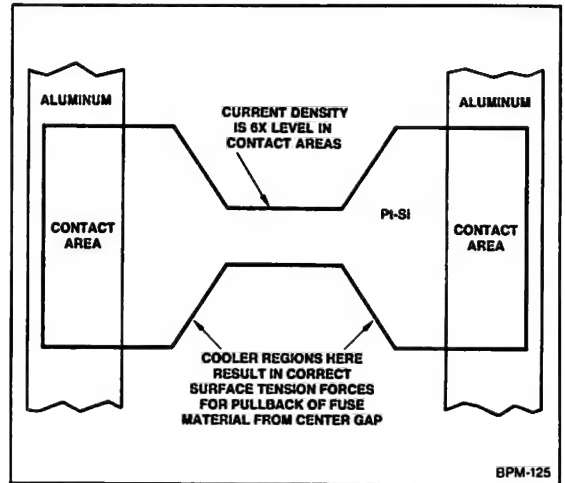 ALUMINUM
ALUMINUM
CURRENT DENSITY
IS 6X LEVEL IN
CONTACT AREAS
Pt-Si
CONTACT
AREA
CONTACT
AREA
COOLER REGIONS HERE
RESULT IN CORRECT
SURFACE TENSION FORCES
FOR PULLBACK OF FUSE
MATERIAL FROM CENTER GAP
BPM-125